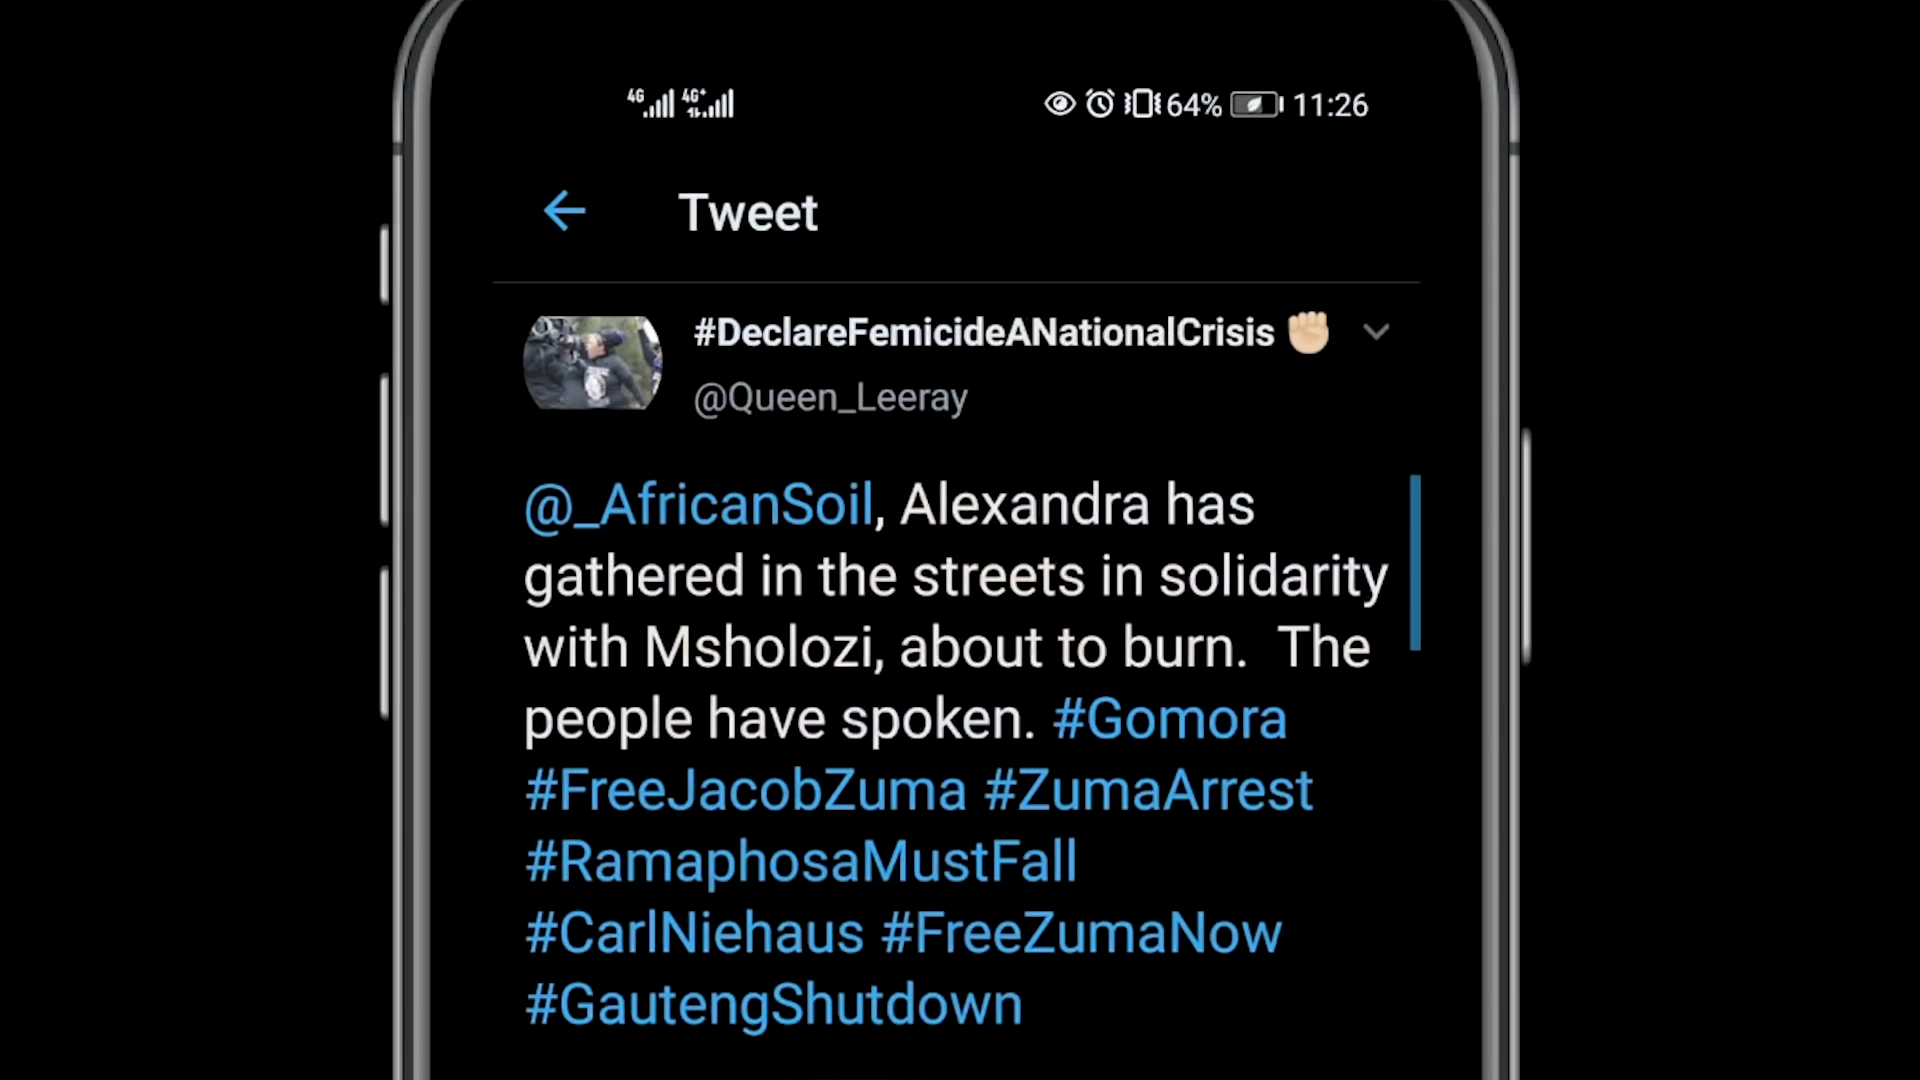 4G 4G+ 64% 11:26
Tweet
#DeclareFemicideANationalCrisis ✊🏼
@Queen_Leeray
@_AfricanSoil, Alexandra has
gathered in the streets in solidarity
with Msholozi, about to burn.  The
people have spoken. #Gomora
#FreeJacobZuma #ZumaArrest
#RamaphosaMustFall
#CarlNiehaus #FreeZumaNow
#GautengShutdown